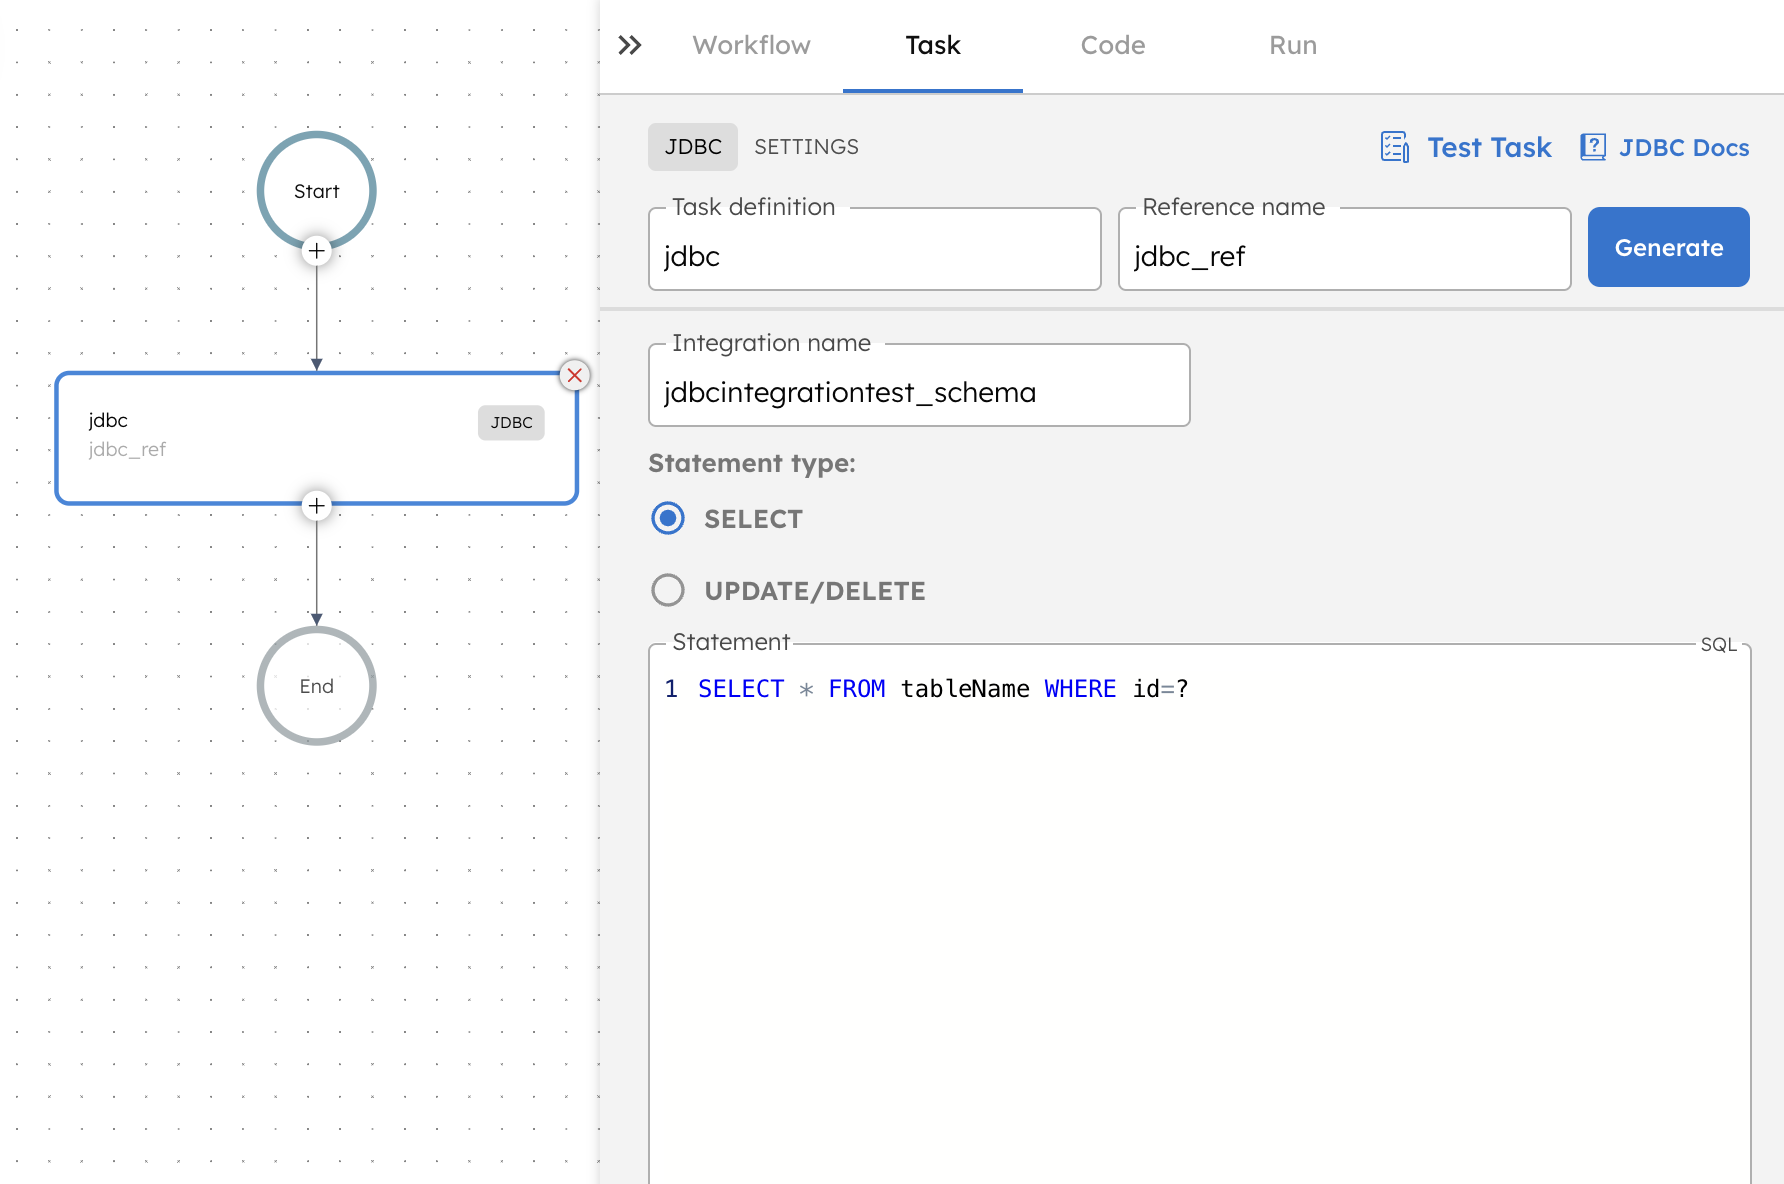 Start
jdbc
JDBC
jdbc_ref
End
Workflow Task Code Run
JDBC SETTINGS Test Task JDBC Docs
Task definition Reference name
jdbc jdbc_ref Generate
Integration name
jdbcintegrationtest_schema
Statement type:
SELECT
UPDATE/DELETE
Statement SQL
1 SELECT * FROM tableName WHERE id=?